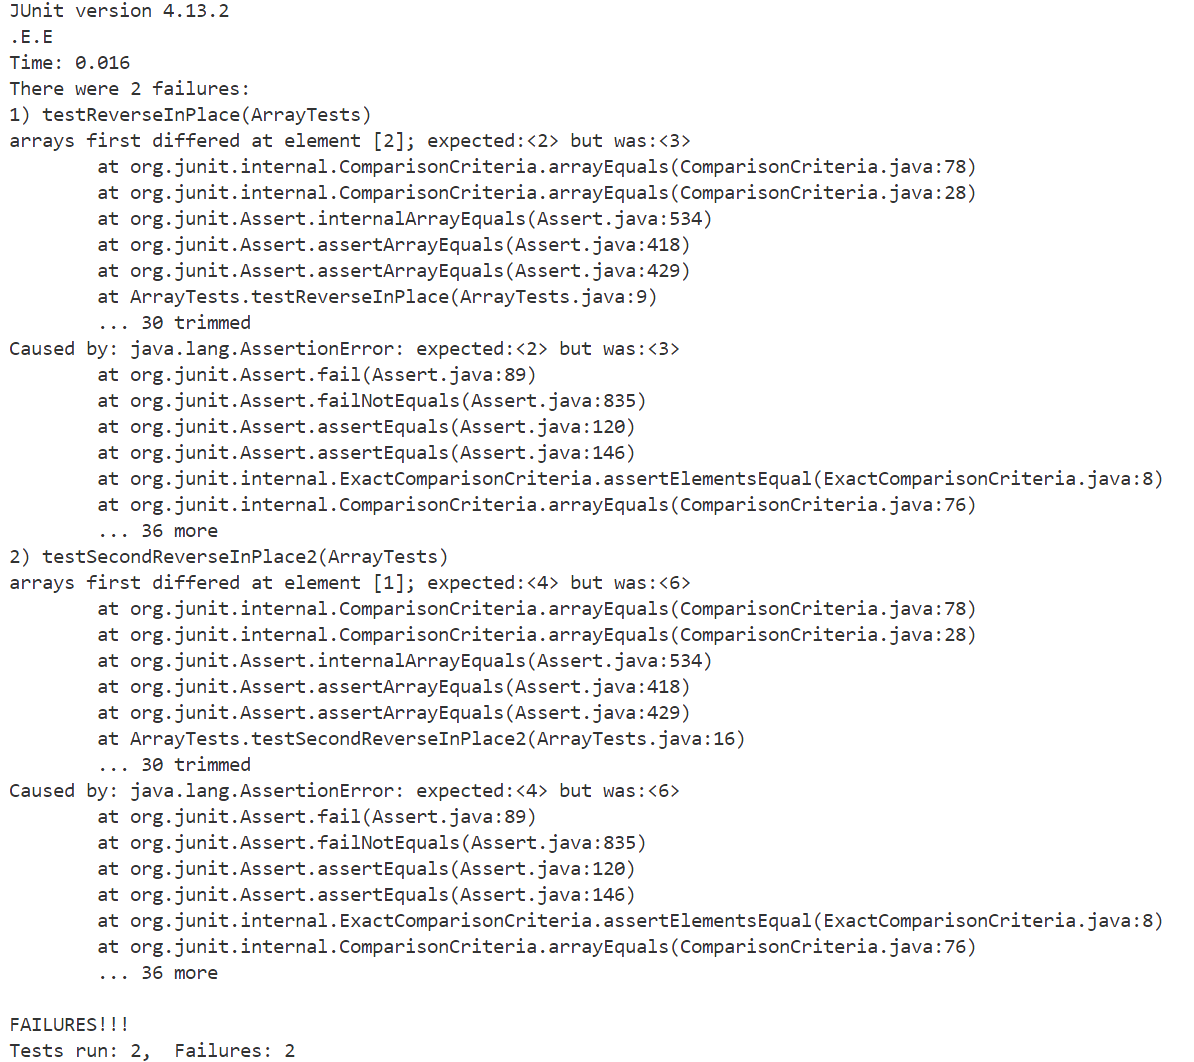 JUnit version 4.13.2
.E.E
Time: 0.016
There were 2 failures:
1) testReverseInPlace(ArrayTests)
arrays first differed at element [2]; expected:<2> but was:<3>
        at org.junit.internal.ComparisonCriteria.arrayEquals(ComparisonCriteria.java:78)
        at org.junit.internal.ComparisonCriteria.arrayEquals(ComparisonCriteria.java:28)
        at org.junit.Assert.internalArrayEquals(Assert.java:534)
        at org.junit.Assert.assertArrayEquals(Assert.java:418)
        at org.junit.Assert.assertArrayEquals(Assert.java:429)
        at ArrayTests.testReverseInPlace(ArrayTests.java:9)
        ... 30 trimmed
Caused by: java.lang.AssertionError: expected:<2> but was:<3>
        at org.junit.Assert.fail(Assert.java:89)
        at org.junit.Assert.failNotEquals(Assert.java:835)
        at org.junit.Assert.assertEquals(Assert.java:120)
        at org.junit.Assert.assertEquals(Assert.java:146)
        at org.junit.internal.ExactComparisonCriteria.assertElementsEqual(ExactComparisonCriteria.java:8)
        at org.junit.internal.ComparisonCriteria.arrayEquals(ComparisonCriteria.java:76)
        ... 36 more
2) testSecondReverseInPlace2(ArrayTests)
arrays first differed at element [1]; expected:<4> but was:<6>
        at org.junit.internal.ComparisonCriteria.arrayEquals(ComparisonCriteria.java:78)
        at org.junit.internal.ComparisonCriteria.arrayEquals(ComparisonCriteria.java:28)
        at org.junit.Assert.internalArrayEquals(Assert.java:534)
        at org.junit.Assert.assertArrayEquals(Assert.java:418)
        at org.junit.Assert.assertArrayEquals(Assert.java:429)
        at ArrayTests.testSecondReverseInPlace2(ArrayTests.java:16)
        ... 30 trimmed
Caused by: java.lang.AssertionError: expected:<4> but was:<6>
        at org.junit.Assert.fail(Assert.java:89)
        at org.junit.Assert.failNotEquals(Assert.java:835)
        at org.junit.Assert.assertEquals(Assert.java:120)
        at org.junit.Assert.assertEquals(Assert.java:146)
        at org.junit.internal.ExactComparisonCriteria.assertElementsEqual(ExactComparisonCriteria.java:8)
        at org.junit.internal.ComparisonCriteria.arrayEquals(ComparisonCriteria.java:76)
        ... 36 more

FAILURES!!!
Tests run: 2,  Failures: 2